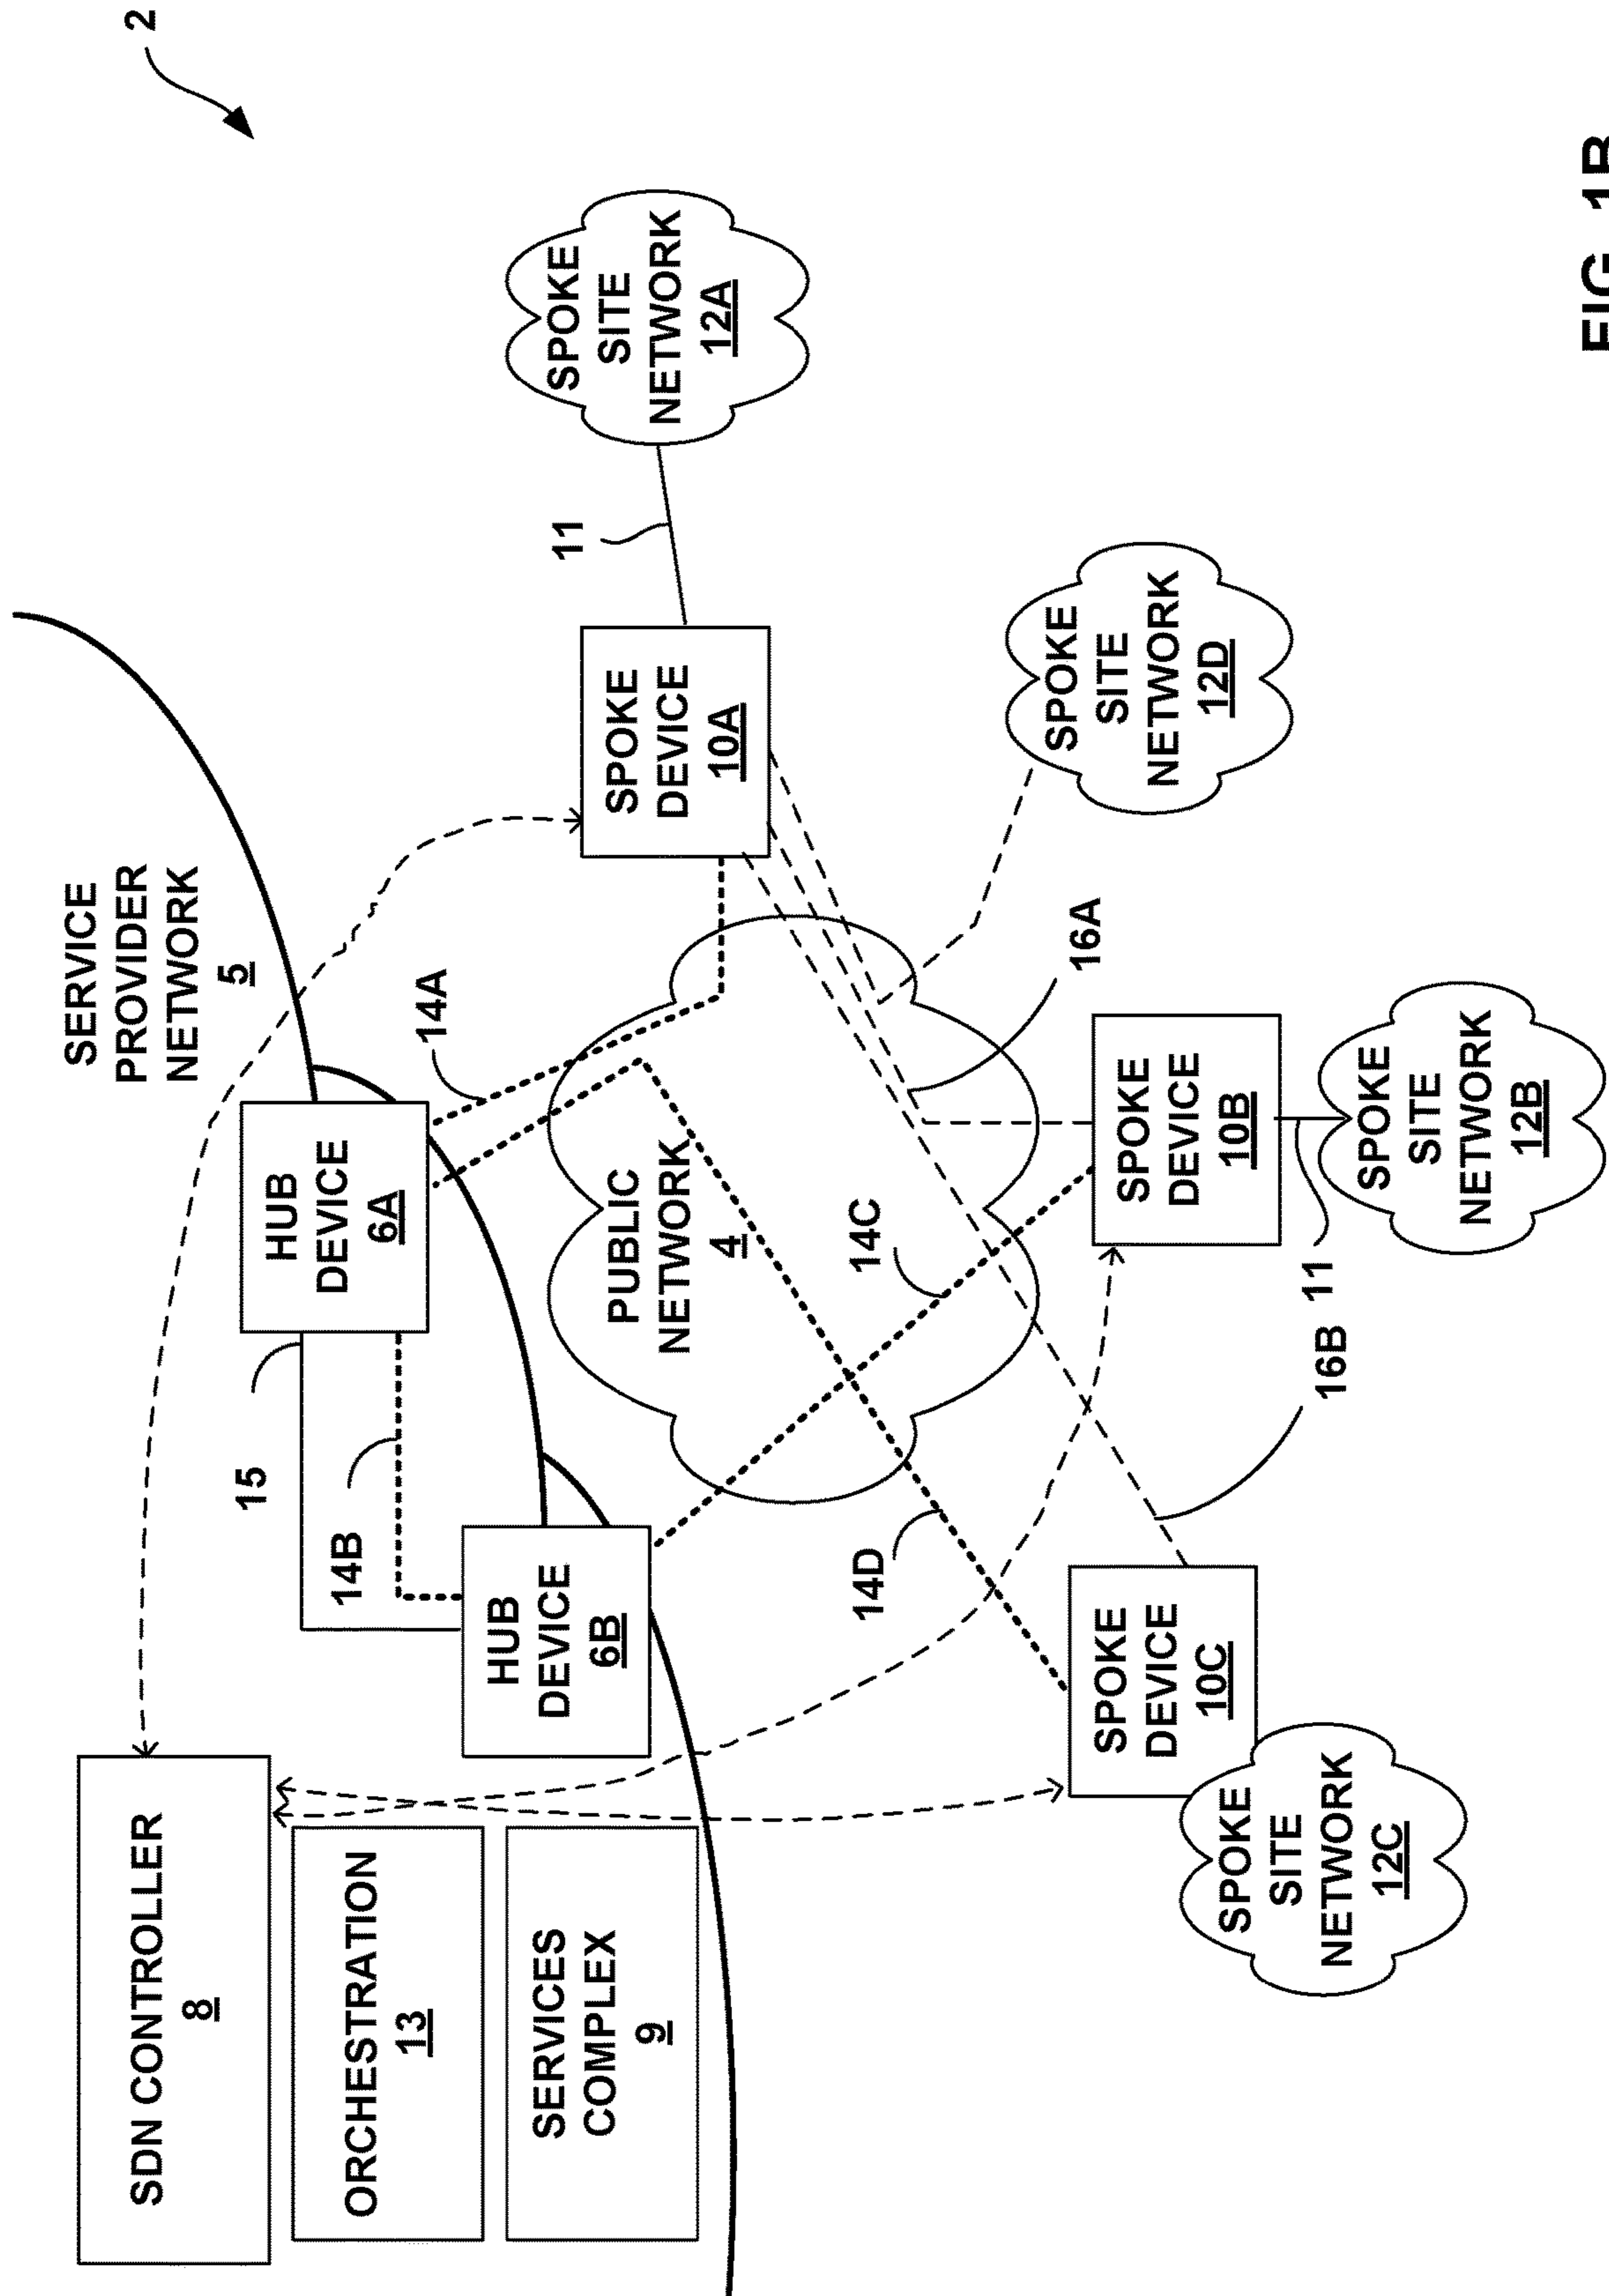 SDN CONTROLLER
8
ORCHESTRATION
13
SERVICES
COMPLEX
9
15
14B
HUB
DEVICE
6B
HUB
DEVICE
6A
SERVICE
PROVIDER
NETWORK
5
2
14A
PUBLIC
NETWORK
4
14D
14C
SPOKE
DEVICE
10A
11
SPOKE
SITE
NETWORK
12A
SPOKE
SITE
NETWORK
12D
16A
SPOKE
DEVICE
10C
SPOKE
SITE
NETWORK
12C
16B
11
SPOKE
DEVICE
10B
SPOKE
SITE
NETWORK
12B
FIG. 1B